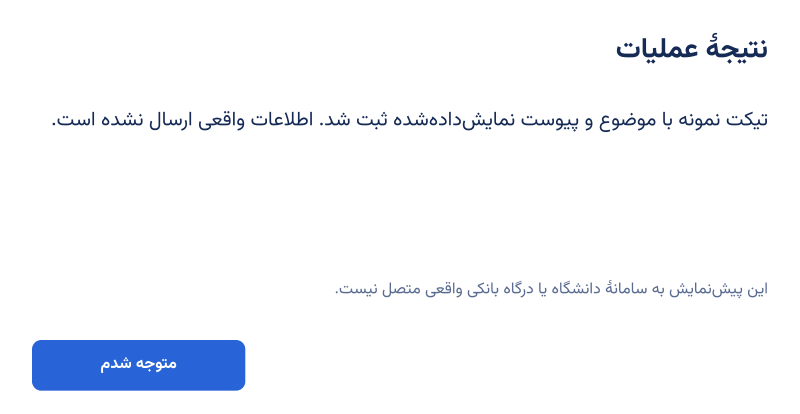 نتیجهٔ عملیات
تیکت نمونه با موضوع و پیوست نمایش‌داده‌شده ثبت شد. اطلاعات واقعی ارسال نشده است.
این پیش‌نمایش به سامانهٔ دانشگاه یا درگاه بانکی واقعی متصل نیست.
متوجه شدم